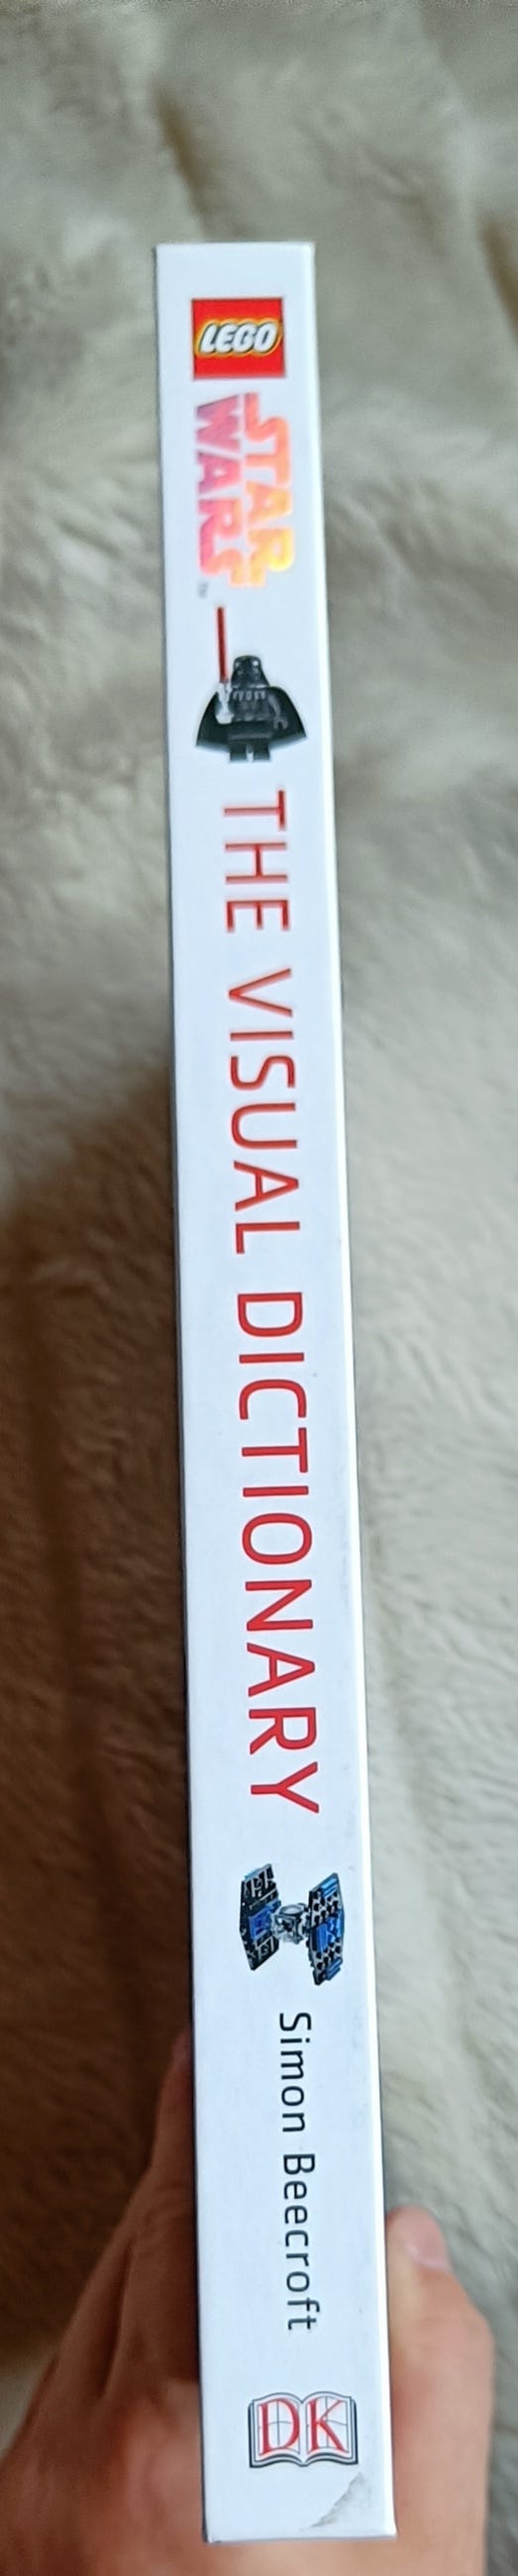 LEGO
STAR
WARS
THE VISUAL DICTIONARY
Simon Beecroft
DK